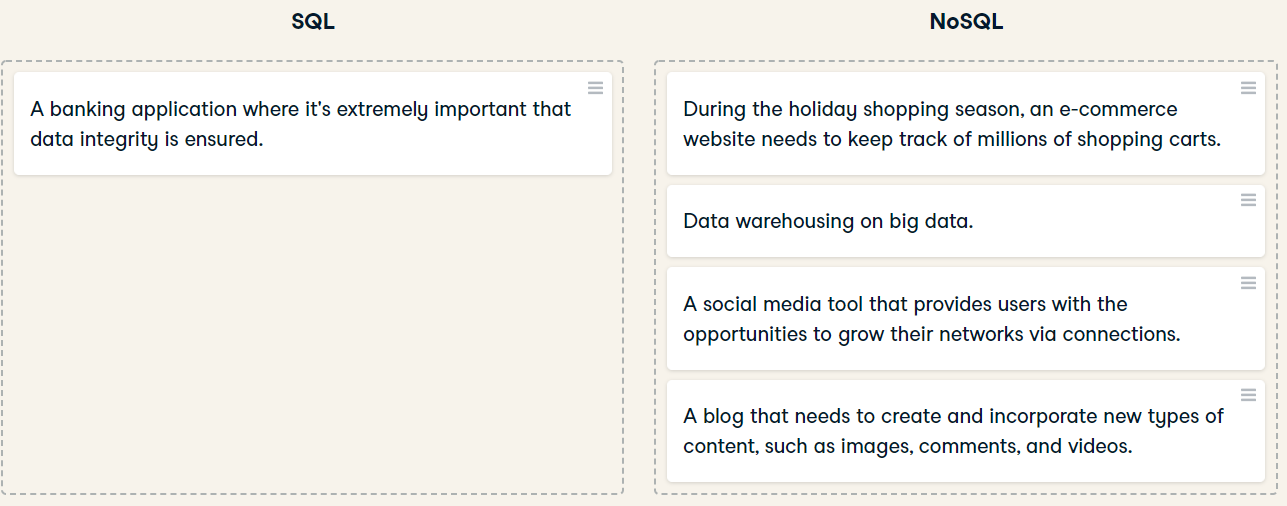 SQL
NoSQL
A banking application where it's extremely important that
data integrity is ensured.
During the holiday shopping season, an e-commerce
website needs to keep track of millions of shopping carts.
Data warehousing on big data.
A social media tool that provides users with the
opportunities to grow their networks via connections.
A blog that needs to create and incorporate new types of
content, such as images, comments, and videos.